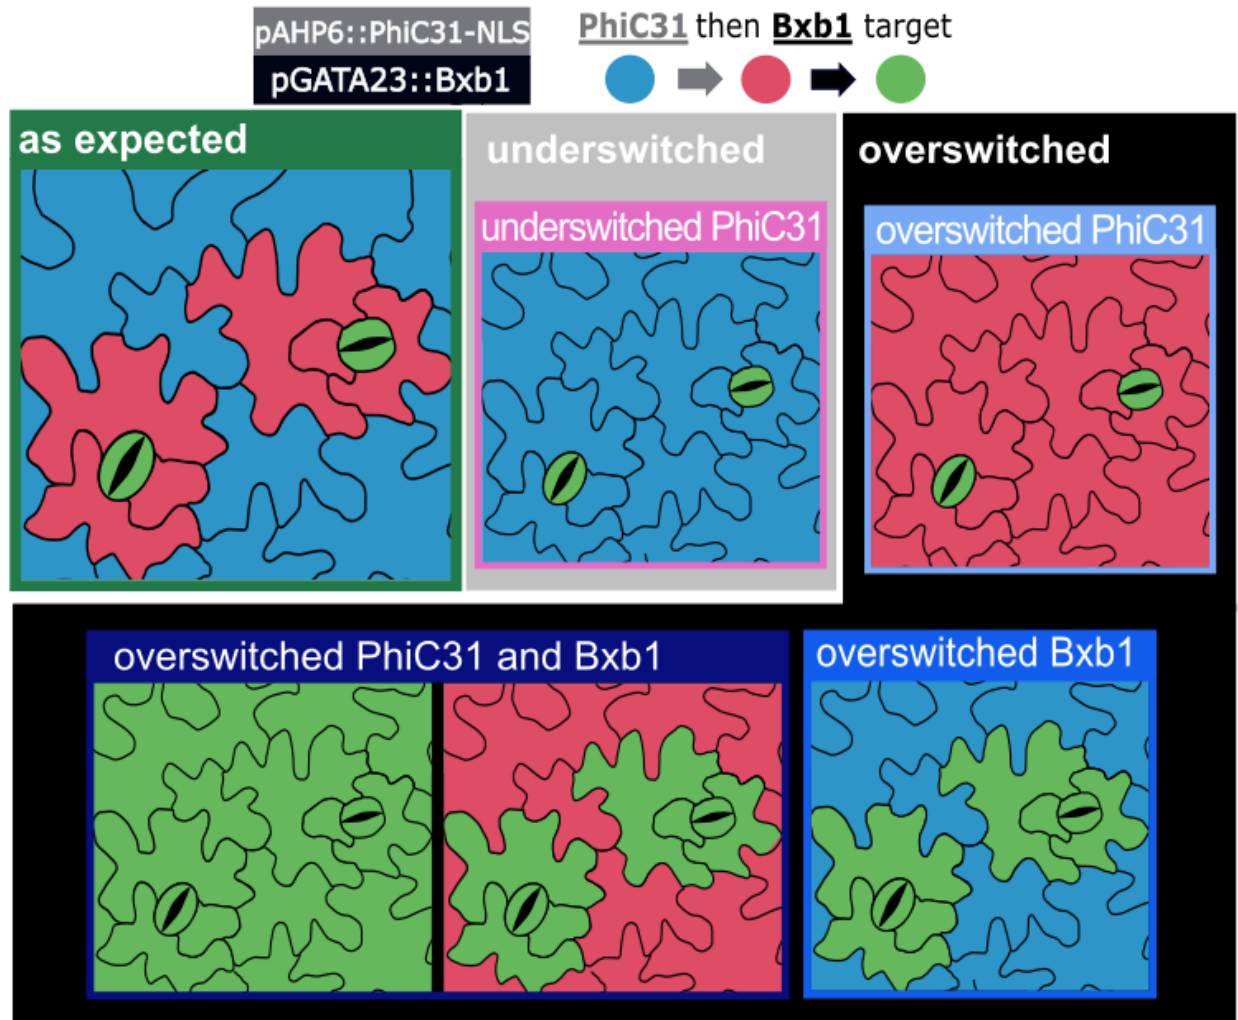 pAHP6::PhiC31-NLS
pGATA23::Bxb1
PhiC31 then Bxb1 target
as expected
underswitched
overswitched
underswitched PhiC31
overswitched PhiC31
overswitched PhiC31 and Bxb1
overswitched Bxb1